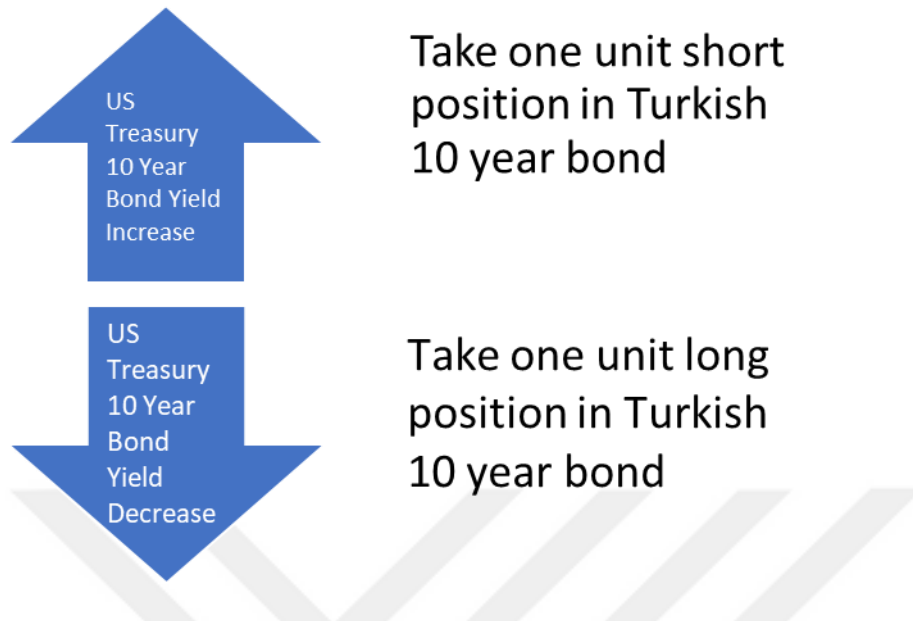 US
Treasury
10 Year
Bond Yield
Increase
Take one unit short
position in Turkish
10 year bond
US
Treasury
10 Year
Bond
Yield
Decrease
Take one unit long
position in Turkish
10 year bond